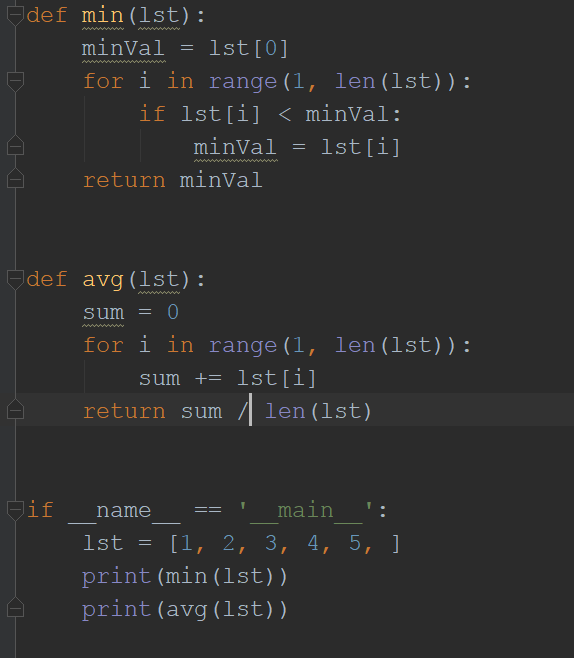 def min(lst):
    minVal = lst[0]
    for i in range(1, len(lst)):
        if lst[i] < minVal:
            minVal = lst[i]
    return minVal
def avg(lst):
    sum = 0
    for i in range(1, len(lst)):
        sum += lst[i]
    return sum / len(lst)
if __name__ == '__main__':
    lst = [1, 2, 3, 4, 5, ]
    print(min(lst))
    print(avg(lst))